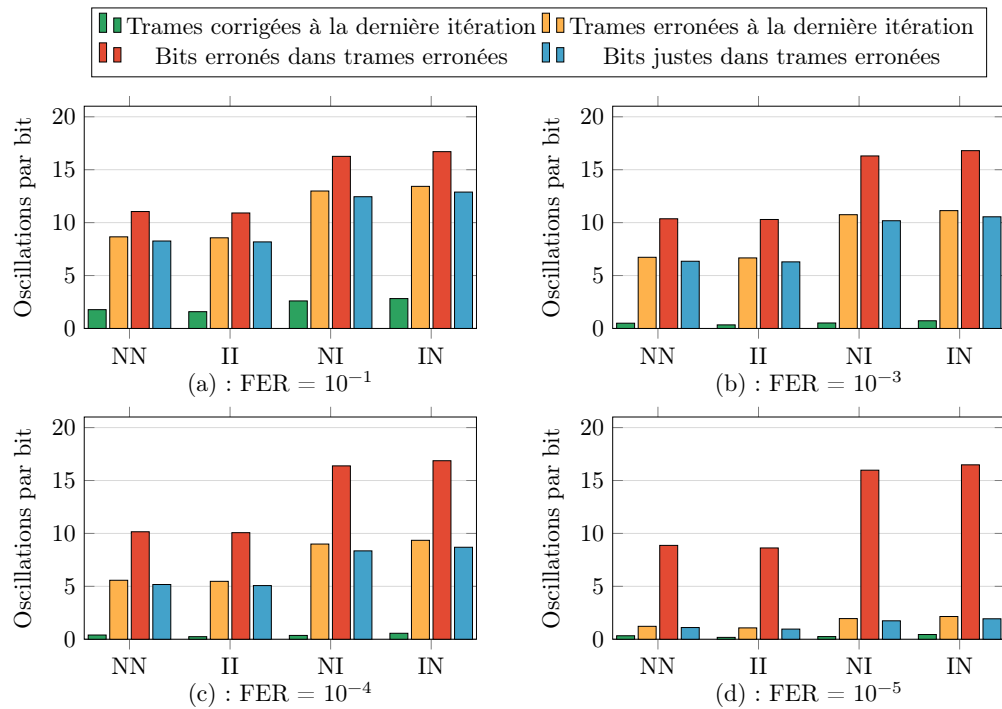 Trames corrigées à la dernière itération Trames erronées à la dernière itération
Bits erronés dans trames erronées Bits justes dans trames erronées
Oscillations par bit
20
15
10
5
0
NN II NI IN
(a) : FER = 10⁻¹
Oscillations par bit
20
15
10
5
0
NN II NI IN
(b) : FER = 10⁻³
Oscillations par bit
20
15
10
5
0
NN II NI IN
(c) : FER = 10⁻⁴
Oscillations par bit
20
15
10
5
0
NN II NI IN
(d) : FER = 10⁻⁵